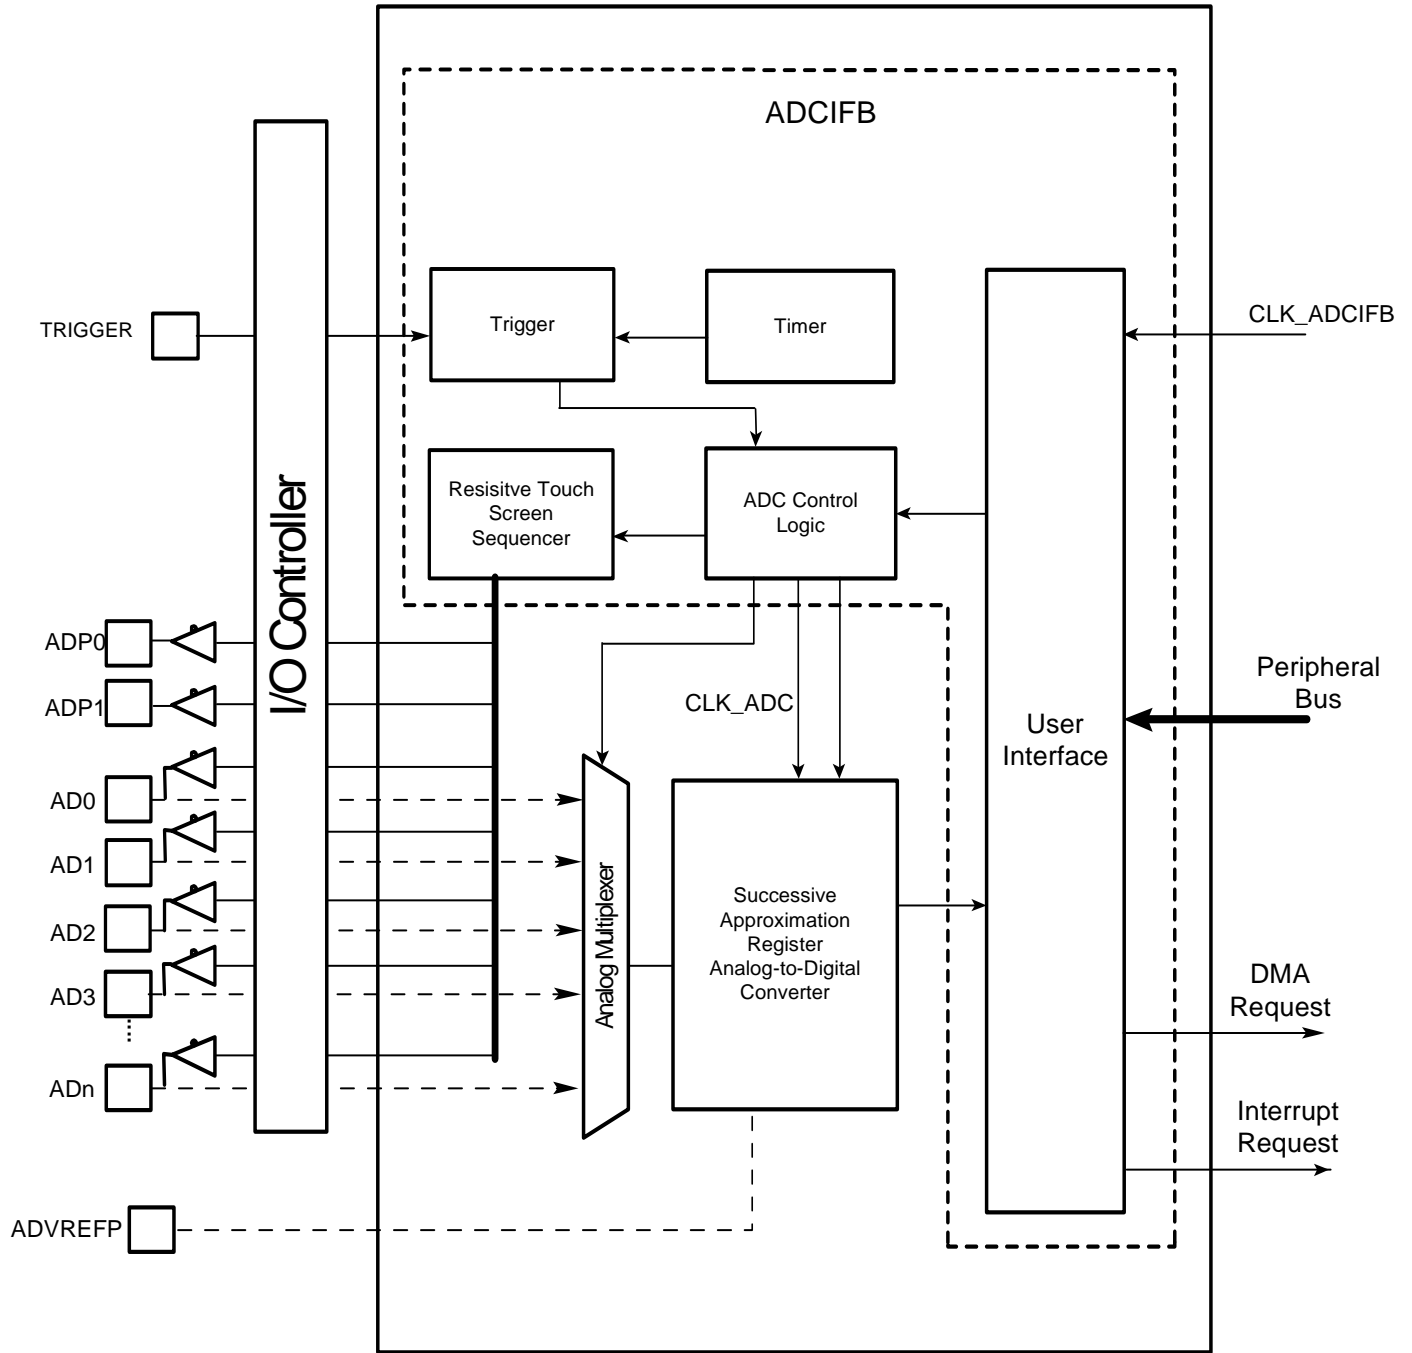 ADCIFB
TRIGGER
Trigger
Timer
CLK_ADCIFB
I/O Controller
Resisitve Touch
Screen
Sequencer
ADC Control
Logic
ADP0
ADP1
CLK_ADC
User
Interface
Peripheral
Bus
AD0
AD1
AD2
AD3
ADn
Analog Multiplexer
Successive
Approximation
Register
Analog-to-Digital
Converter
DMA
Request
Interrupt
Request
ADVREFP